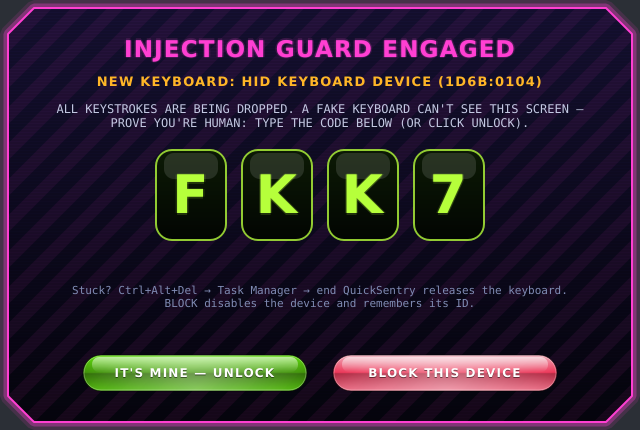 INJECTION GUARD ENGAGED
NEW KEYBOARD: HID KEYBOARD DEVICE (1D6B:0104)
ALL KEYSTROKES ARE BEING DROPPED. A FAKE KEYBOARD CAN'T SEE THIS SCREEN —
PROVE YOU'RE HUMAN: TYPE THE CODE BELOW (OR CLICK UNLOCK).
F K K 7
Stuck? Ctrl+Alt+Del → Task Manager → end QuickSentry releases the keyboard.
BLOCK disables the device and remembers its ID.
IT'S MINE — UNLOCK BLOCK THIS DEVICE